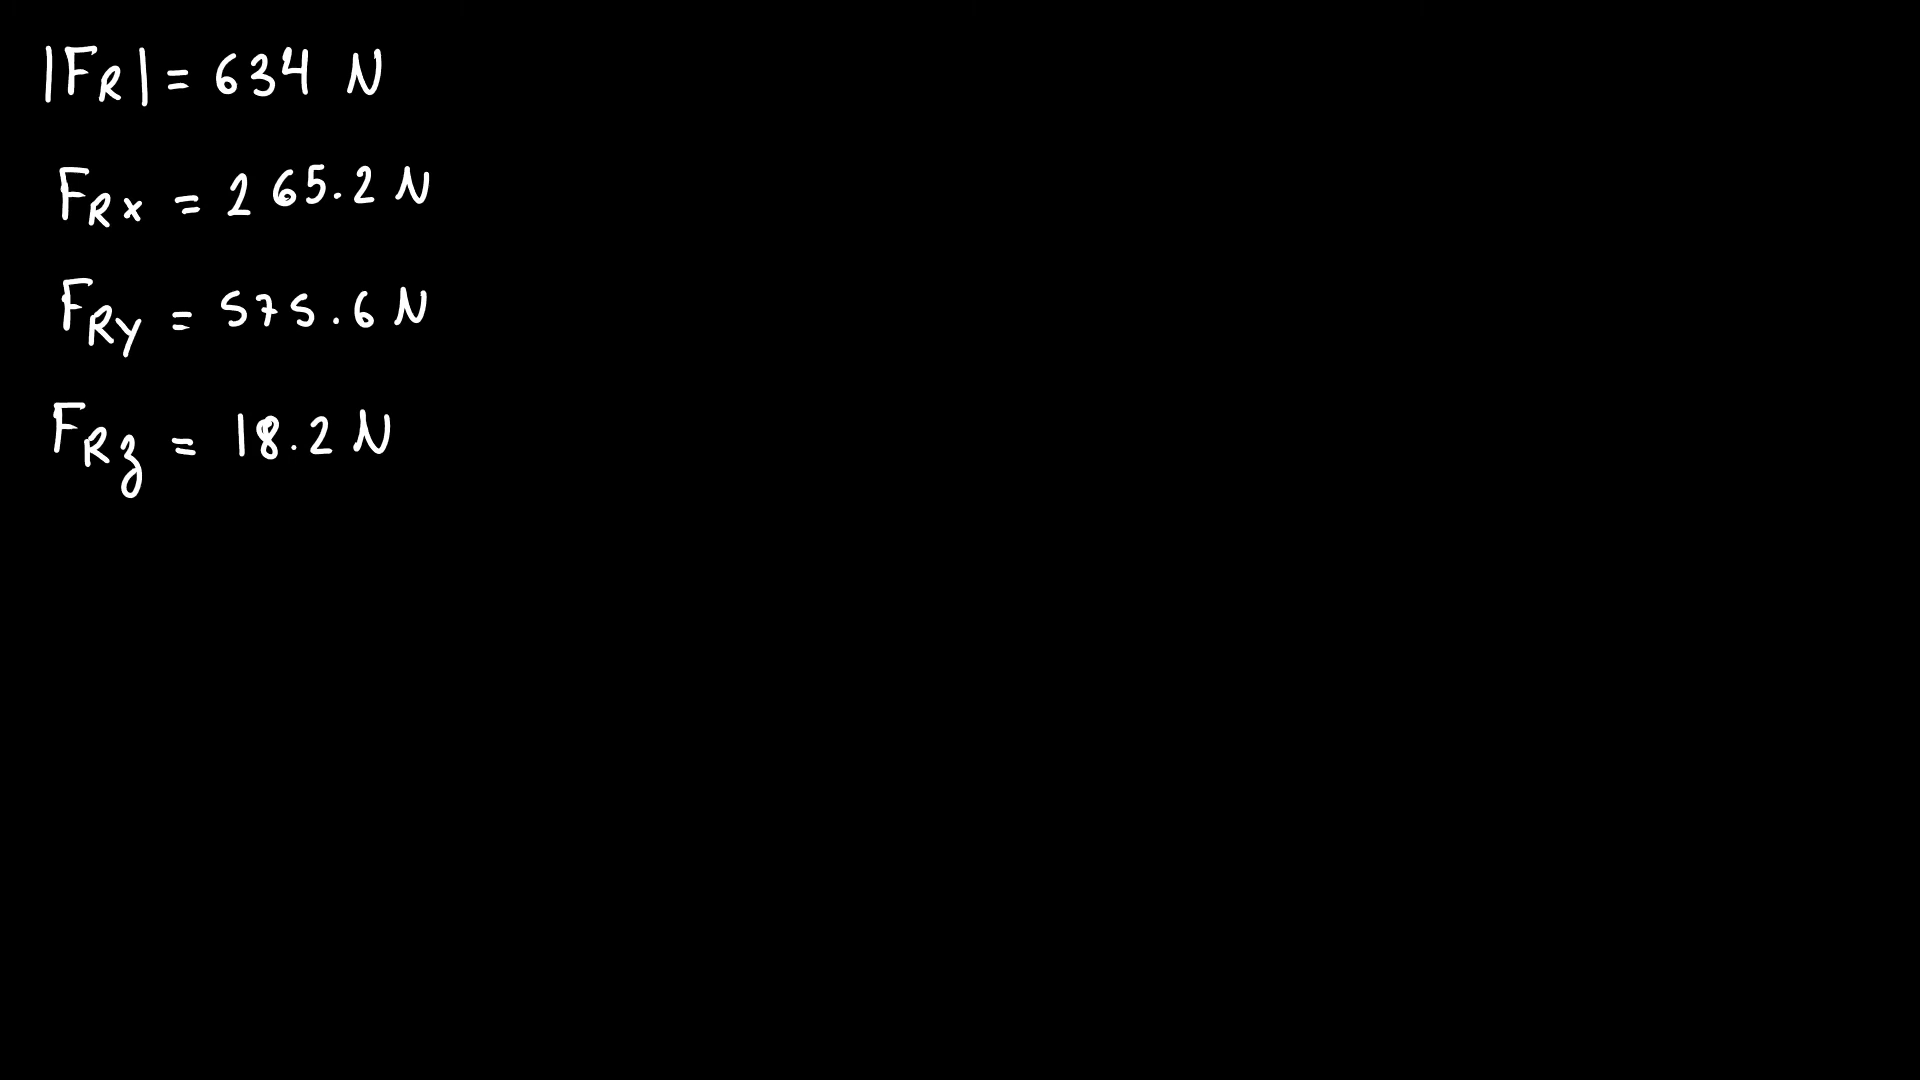 |FR| = 634 N
FRx = 265.2 N
FRy = 575.6 N
FRz = 18.2 N